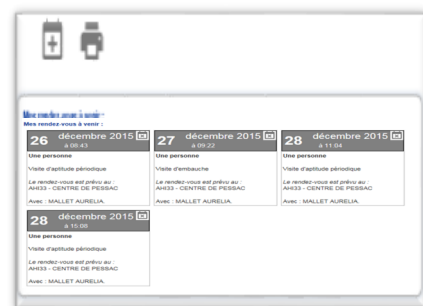 Mes rendez-vous à venir :
26 décembre 2015
à 08:43
Une personne
Visite d'aptitude périodique
Le rendez-vous est prévu au :
AHI33 - CENTRE DE PESSAC
Avec : MALLET AURELIA.
27 décembre 2015
à 09:22
Une personne
Visite d'embauche
Le rendez-vous est prévu au :
AHI33 - CENTRE DE PESSAC
Avec : MALLET AURELIA.
28 décembre 2015
à 11:04
Une personne
Visite d'aptitude périodique
Le rendez-vous est prévu au :
AHI33 - CENTRE DE PESSAC
Avec : MALLET AURELIA.
28 décembre 2015
à 15:00
Une personne
Visite d'aptitude périodique
Le rendez-vous est prévu au :
AHI33 - CENTRE DE PESSAC
Avec : MALLET AURELIA.